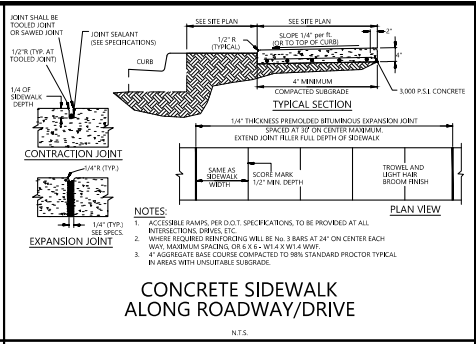 JOINT SHALL BE
TOOLED JOINT
OR SAWED JOINT
JOINT SEALANT
(SEE SPECIFICATIONS)
1/2"R (TYP. AT
TOOLED JOINT)
1/4 OF
SIDEWALK
DEPTH
CONTRACTION JOINT
1/4"R (TYP.)
1/4" (TYP.)
SEE SPECS.
EXPANSION JOINT
SEE SITE PLAN
SEE SITE PLAN
SLOPE 1/4" per ft.
(OR TO TOP OF CURB)
2"
1/2" R
(TYPICAL)
CURB
4"
4" MINIMUM
COMPACTED SUBGRADE
3,000 P.S.I. CONCRETE
TYPICAL SECTION
1/4" THICKNESS PREMOLDED BITUMINOUS EXPANSION JOINT
SPACED AT 30' ON CENTER MAXIMUM.
EXTEND JOINT FILLER FULL DEPTH OF SIDEWALK
SAME AS
SIDEWALK
WIDTH
SCORE MARK
1/2" MIN. DEPTH
TROWEL AND
LIGHT HAIR
BROOM FINISH
PLAN VIEW
NOTES:
1. ACCESSIBLE RAMPS, PER D.O.T. SPECIFICATIONS, TO BE PROVIDED AT ALL
INTERSECTIONS, DRIVES, ETC.
2. WHERE REQUIRED REINFORCING WILL BE No. 3 BARS AT 24" ON CENTER EACH
WAY, MAXIMUM SPACING, OR 6 X 6 - W1.4 X W1.4 WWF.
3. 4" AGGREGATE BASE COURSE COMPACTED TO 98% STANDARD PROCTOR TYPICAL
IN AREAS WITH UNSUITABLE SUBGRADE.
CONCRETE SIDEWALK
ALONG ROADWAY/DRIVE
N.T.S.